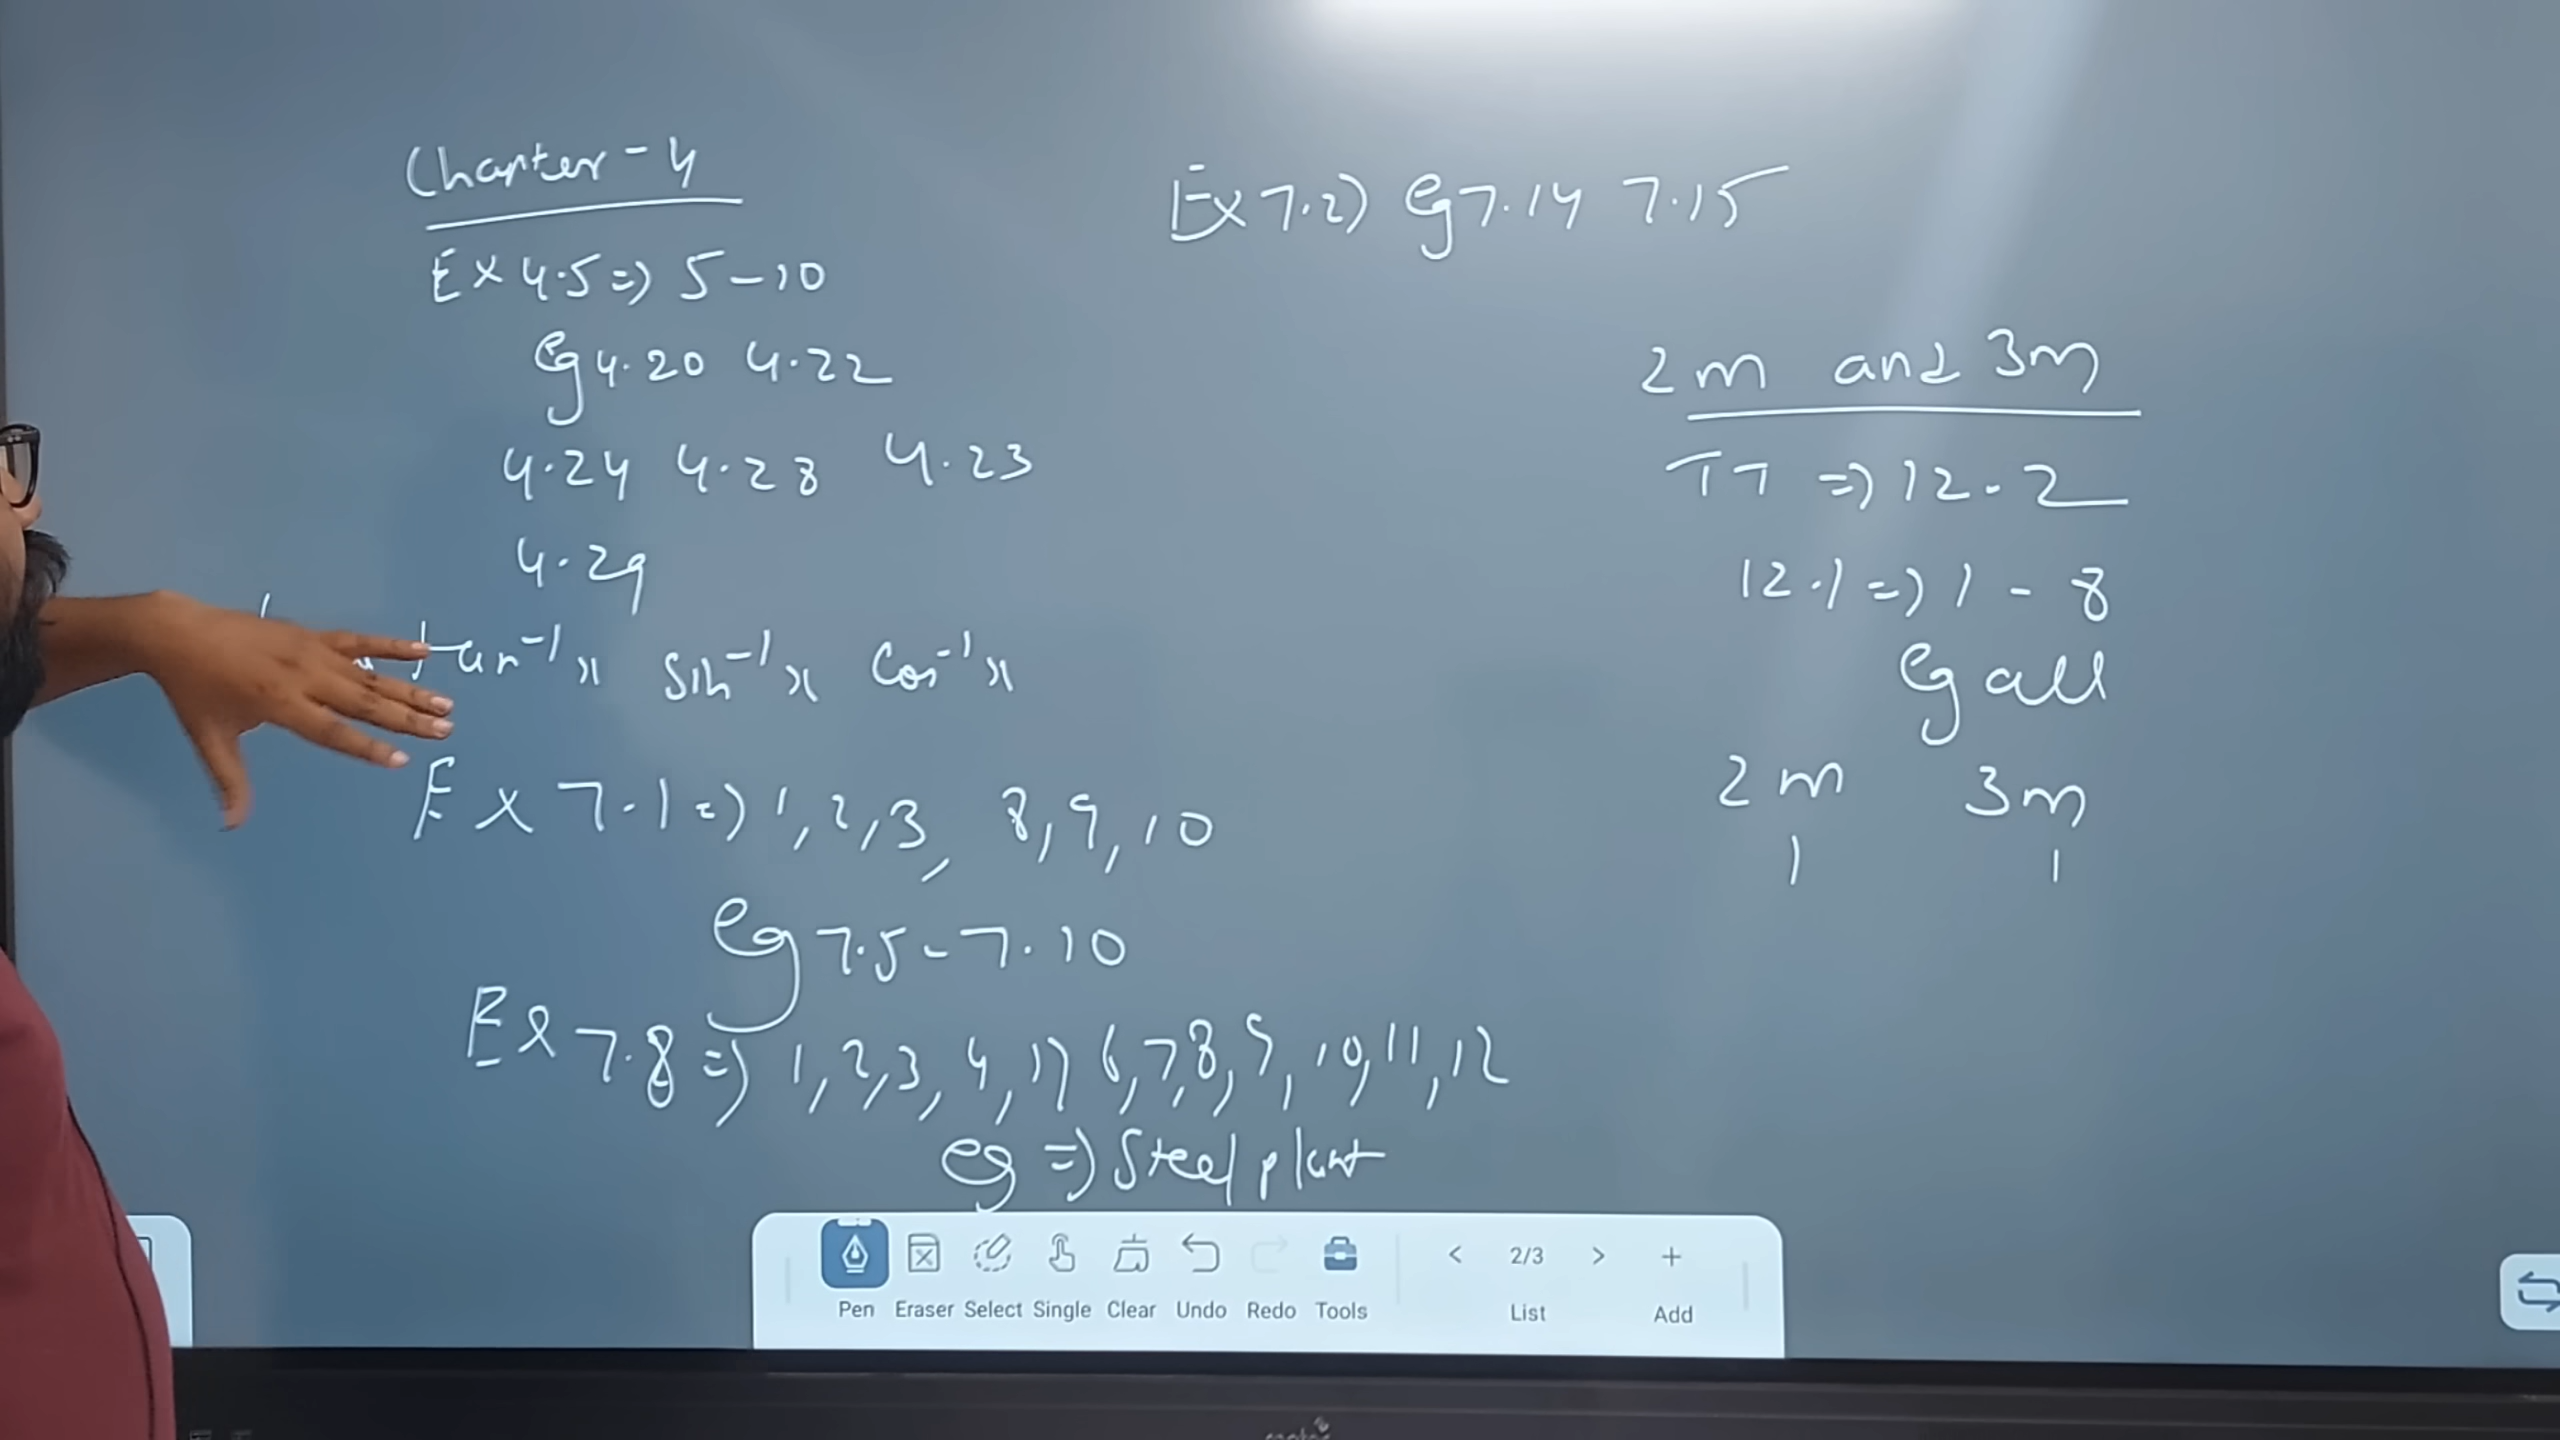 Chapter - 4
Ex 4.5 => 5 - 10
eg 4.20 4.22
4.24 4.28 4.23
4.29
tan⁻¹x sin⁻¹x cos⁻¹x
Ex 7.1 => 1, 2, 3, 8, 9, 10
eg 7.5 - 7.10
Ex 7.8 => 1, 2, 3, 4, 6, 7, 8, 9, 10, 11, 12
eg => Steel plant
Ex 7.2) eg 7.14 7.15
2m and 3m
TT => 12.2
12.1 => 1 - 8
eg all
2m 3m
1 1
Pen Eraser Select Single Clear Undo Redo Tools
< 2/3 > +
List Add